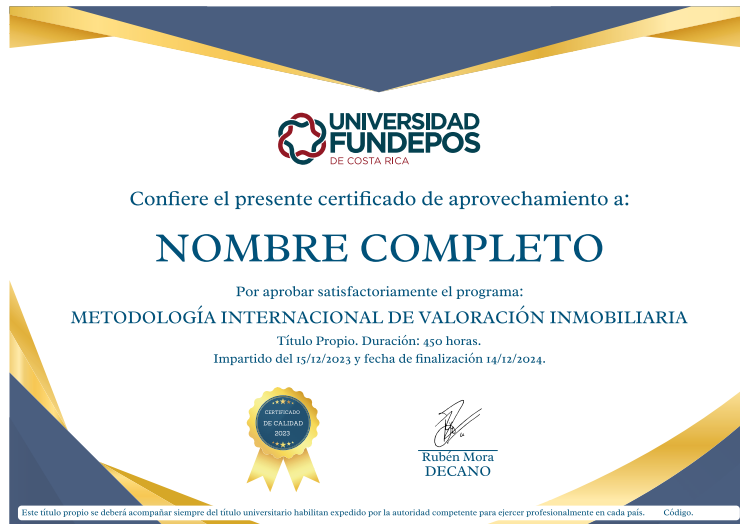 UNIVERSIDAD
FUNDEPOS
DE COSTA RICA
Confiere el presente certificado de aprovechamiento a:
NOMBRE COMPLETO
Por aprobar satisfactoriamente el programa:
METODOLOGÍA INTERNACIONAL DE VALORACIÓN INMOBILIARIA
Título Propio. Duración: 450 horas.
Impartido del 15/12/2023 y fecha de finalización 14/12/2024.
CERTIFICADO
DE CALIDAD
2023
Rubén Mora
DECANO
Este título propio se deberá acompañar siempre del título universitario habilitan expedido por la autoridad competente para ejercer profesionalmente en cada país. Código.